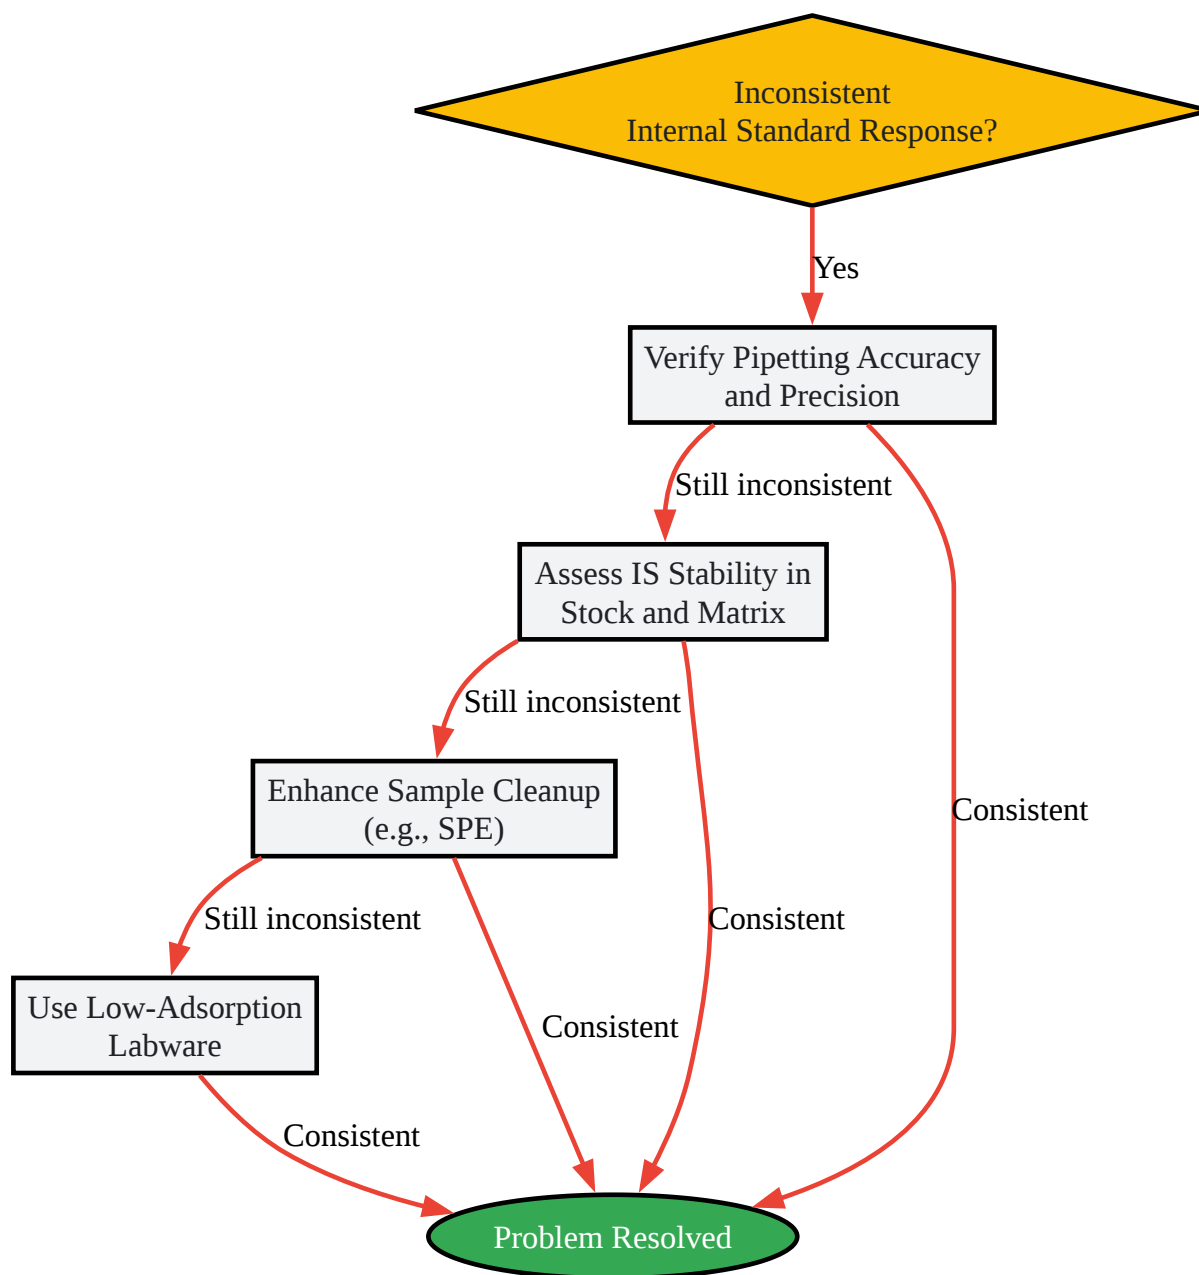 Inconsistent
Internal Standard Response?
Yes
Verify Pipetting Accuracy
and Precision
Still inconsistent
Assess IS Stability in
Stock and Matrix
Still inconsistent
Enhance Sample Cleanup
(e.g., SPE)
Consistent
Still inconsistent
Consistent
Use Low-Adsorption
Labware
Consistent
Consistent
Problem Resolved